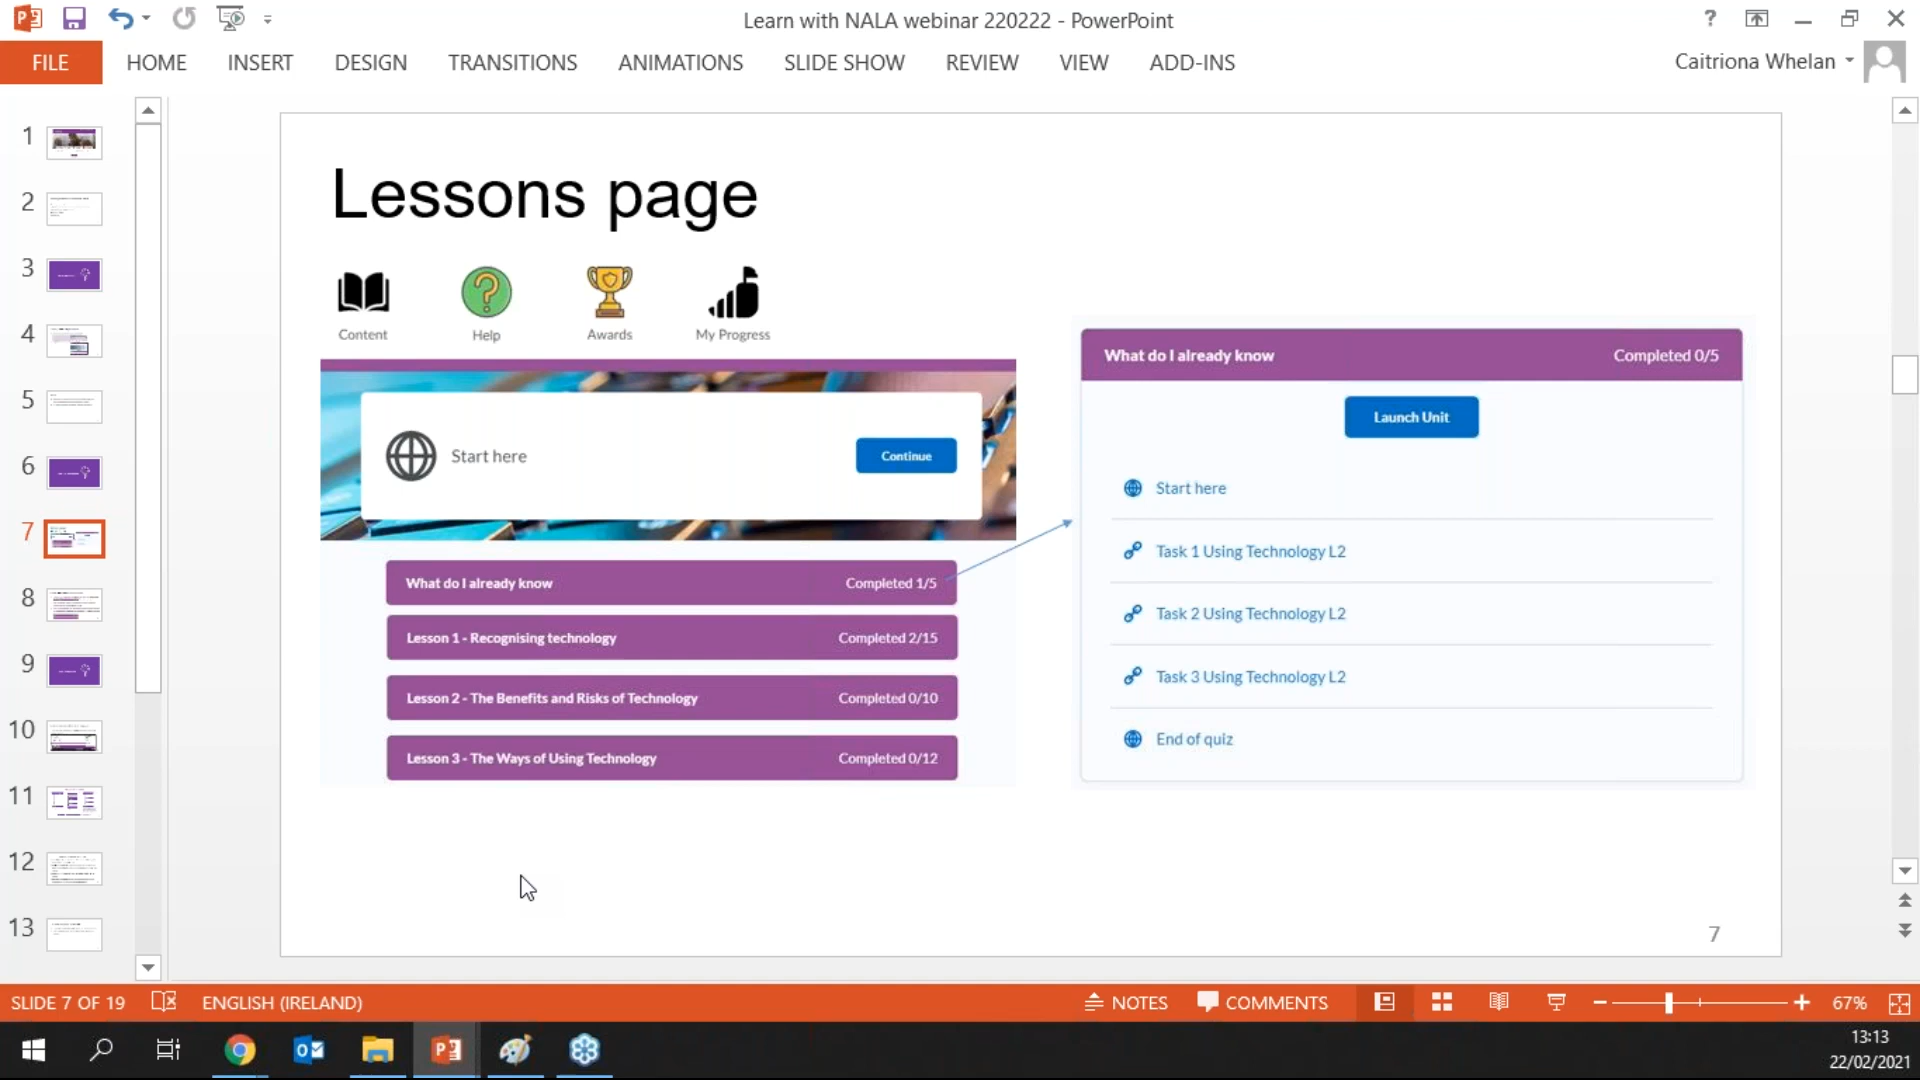 Learn with NALA webinar 220222 - PowerPoint
?
FILE
HOME
INSERT
DESIGN
TRANSITIONS
ANIMATIONS
SLIDE SHOW
REVIEW
VIEW
ADD-INS
Caitriona Whelan
1
2
3
4
5
6
7
8
9
10
11
12
13
Lessons page
Content
Help
Awards
My Progress
Start here
Continue
What do I already know Completed 1/5
Lesson 1 - Recognising technology Completed 2/15
Lesson 2 - The Benefits and Risks of Technology Completed 0/10
Lesson 3 - The Ways of Using Technology Completed 0/12
What do I already know Completed 0/5
Launch Unit
Start here
Task 1 Using Technology L2
Task 2 Using Technology L2
Task 3 Using Technology L2
End of quiz
7
SLIDE 7 OF 19
ENGLISH (IRELAND)
NOTES
COMMENTS
67%
13:13
22/02/2021